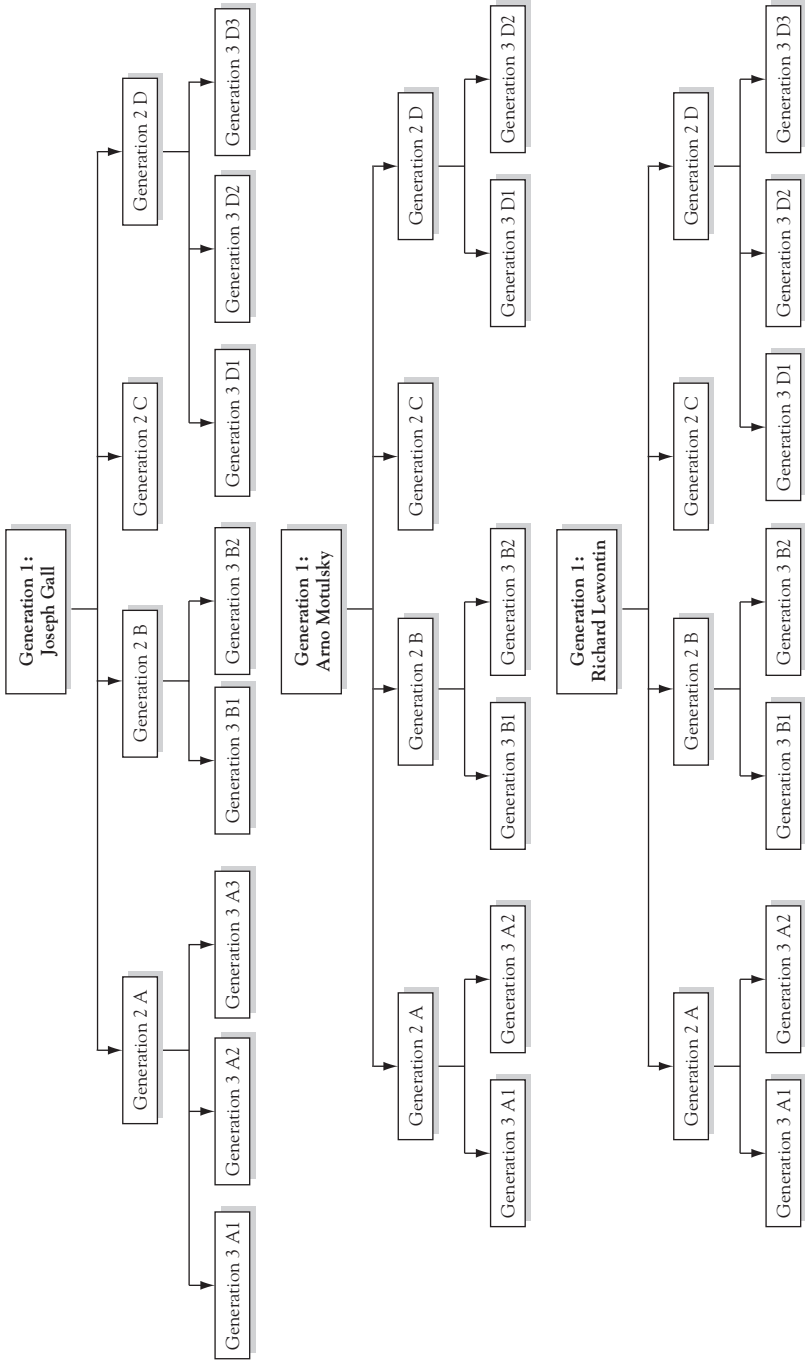 Generation 1:
Joseph Gall
Generation 2 A
Generation 2 B
Generation 2 C
Generation 2 D
Generation 3 A1
Generation 3 A2
Generation 3 A3
Generation 3 B1
Generation 3 B2
Generation 3 D1
Generation 3 D2
Generation 3 D3
Generation 1:
Arno Motulsky
Generation 2 A
Generation 2 B
Generation 2 C
Generation 2 D
Generation 3 A1
Generation 3 A2
Generation 3 B1
Generation 3 B2
Generation 3 D1
Generation 3 D2
Generation 1:
Richard Lewontin
Generation 2 A
Generation 2 B
Generation 2 C
Generation 2 D
Generation 3 A1
Generation 3 A2
Generation 3 B1
Generation 3 B2
Generation 3 D1
Generation 3 D2
Generation 3 D3